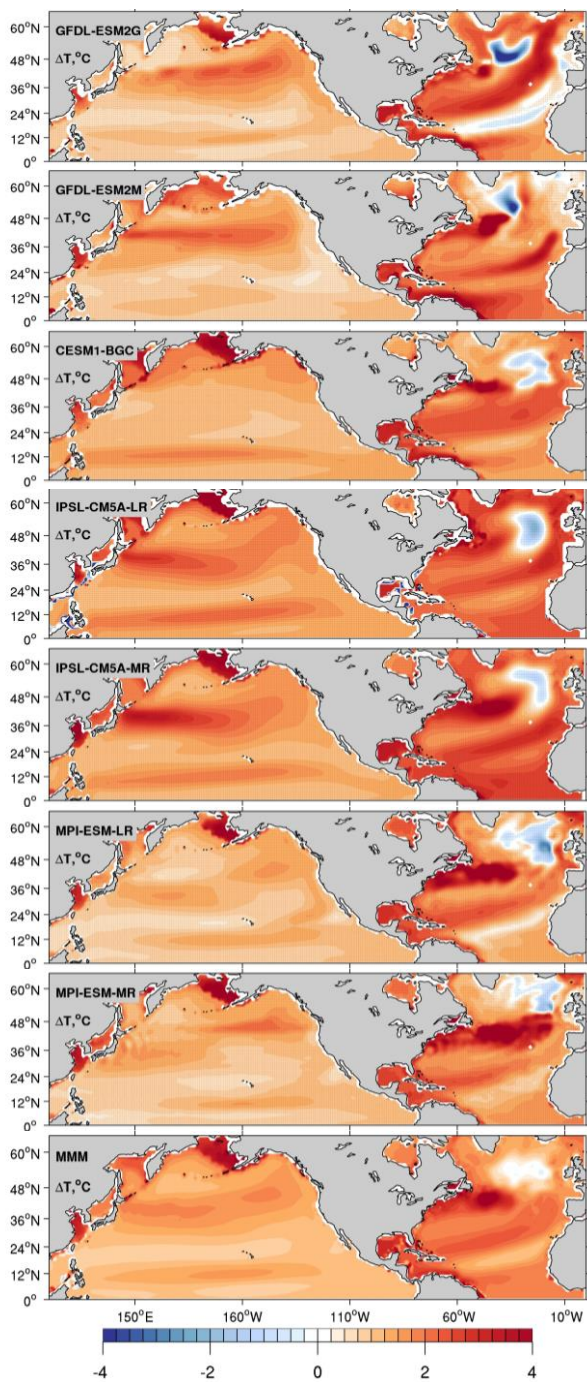 GFDL-ESM2G
ΔT,°C
60°N
48°N
36°N
24°N
12°N
0°
GFDL-ESM2M
ΔT,°C
60°N
48°N
36°N
24°N
12°N
0°
CESM1-BGC
ΔT,°C
60°N
48°N
36°N
24°N
12°N
0°
IPSL-CM5A-LR
ΔT,°C
60°N
48°N
36°N
24°N
12°N
0°
IPSL-CM5A-MR
ΔT,°C
60°N
48°N
36°N
24°N
12°N
0°
MPI-ESM-LR
ΔT,°C
60°N
48°N
36°N
24°N
12°N
0°
MPI-ESM-MR
ΔT,°C
60°N
48°N
36°N
24°N
12°N
0°
MMM
ΔT,°C
60°N
48°N
36°N
24°N
12°N
0°
150°E 160°W 110°W 60°W 10°W
-4 -2 0 2 4